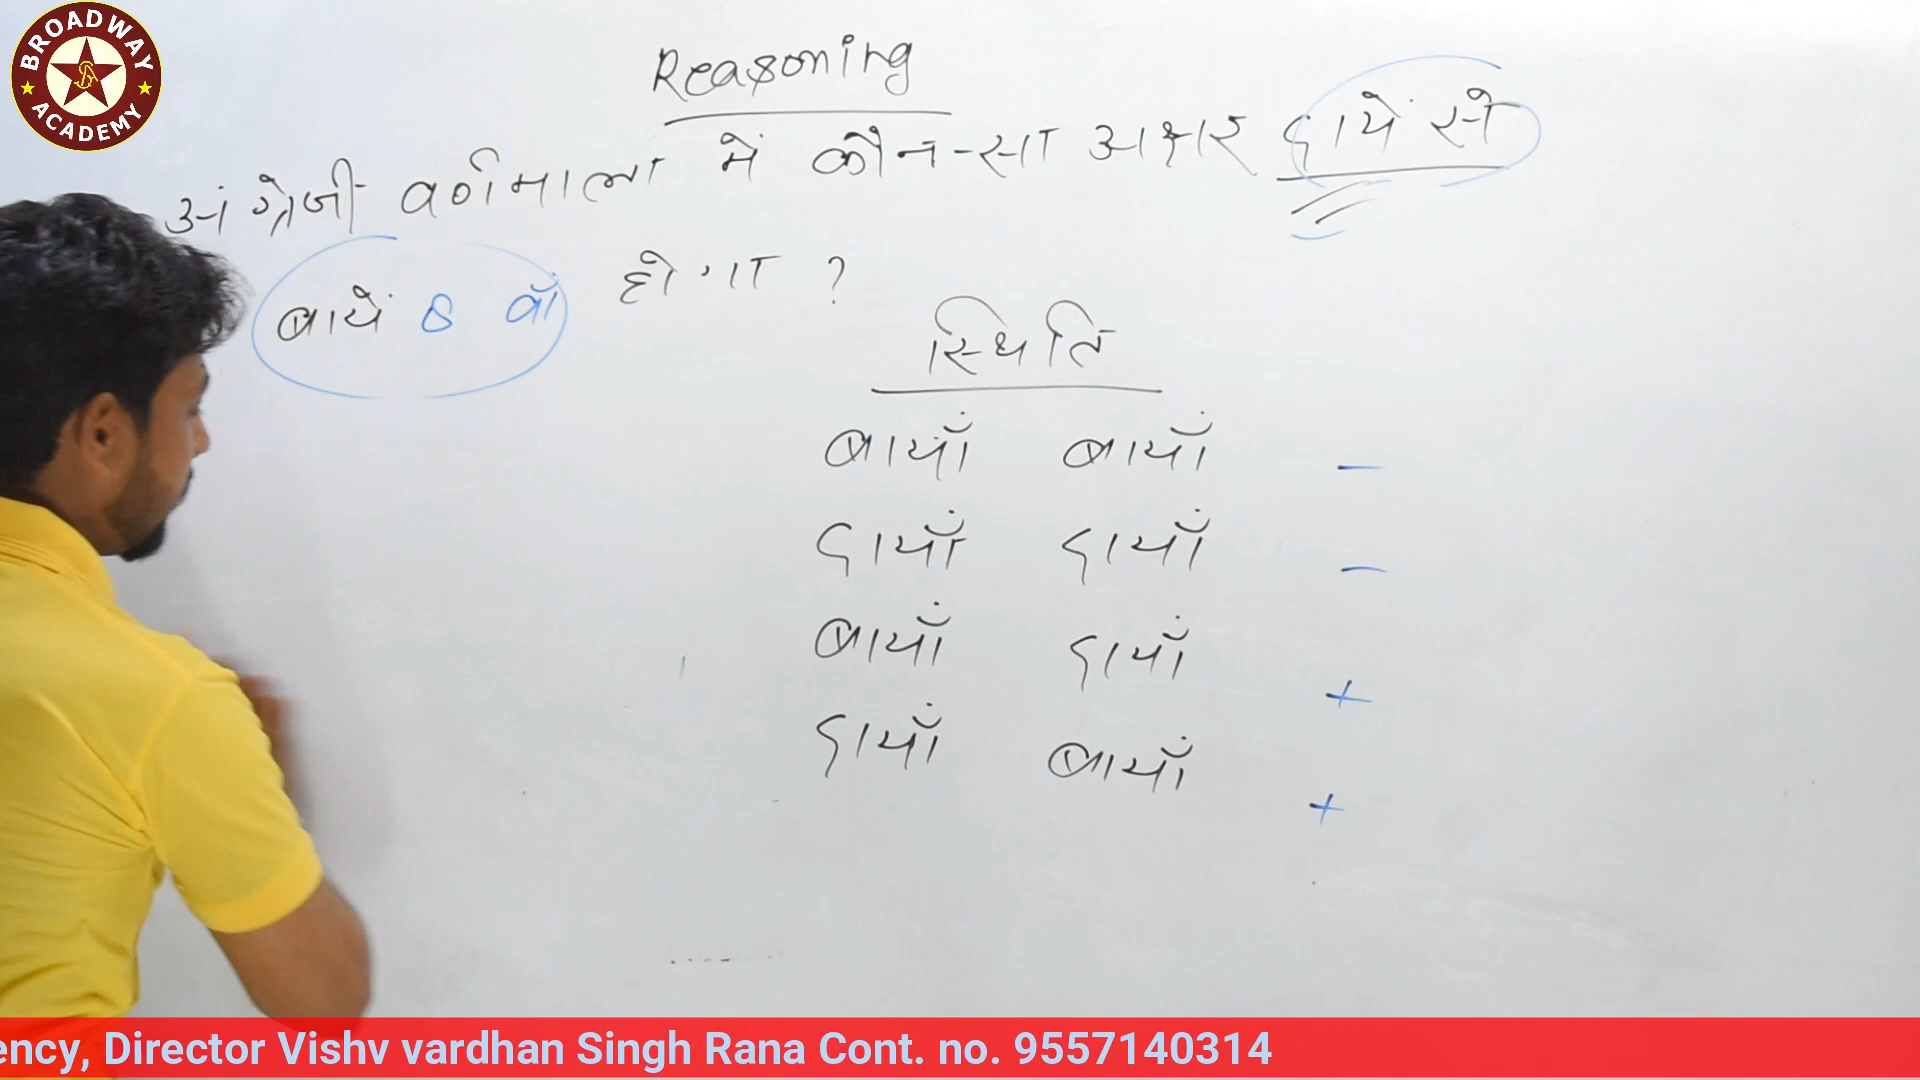 BROADWAY ACADEMY
Reasoning
अंग्रेजी वर्णमाला में कौन-सा अक्षर दायें से
बायें 8 वाँ होगा ?
स्थिति
बायाँ बायाँ -
दायाँ दायाँ -
बायाँ दायाँ +
दायाँ बायाँ +
ency, Director Vishv vardhan Singh Rana Cont. no. 9557140314